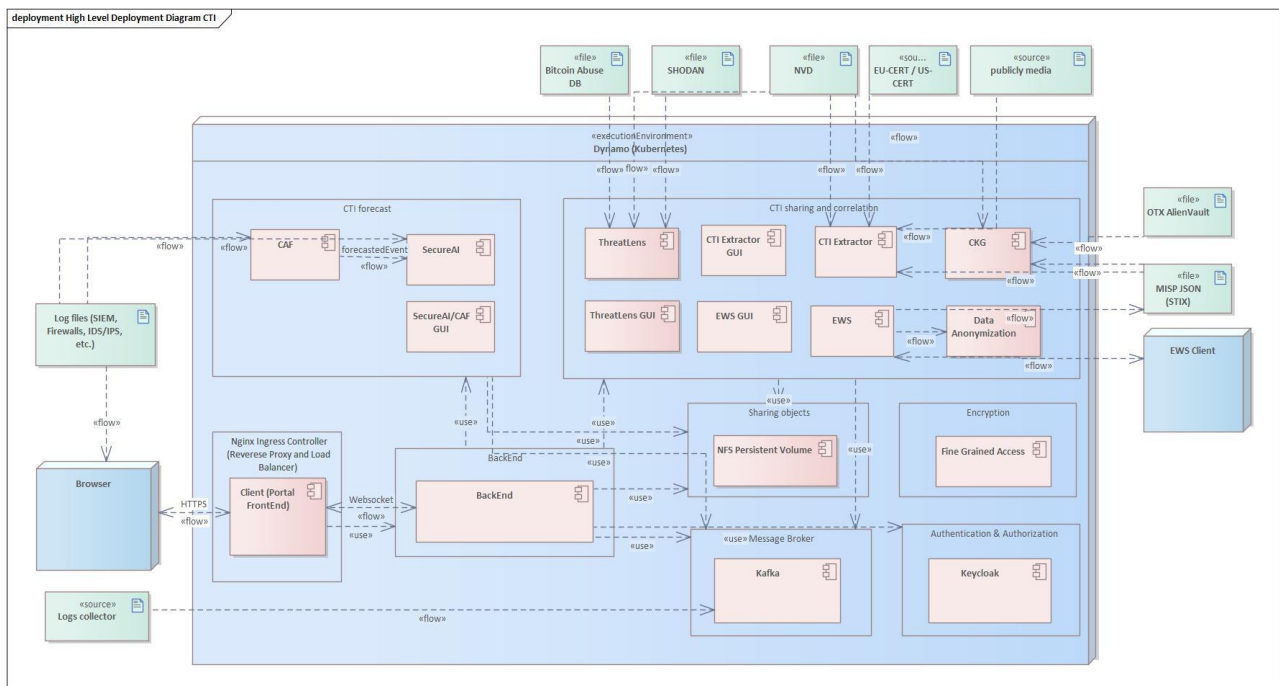 deployment High Level Deployment Diagram CTI
«file»
Bitcoin Abuse
DB
«file»
SHODAN
«file»
NVD
«sou...
EU-CERT / US-
CERT
«source»
publicly media
«executionEnvironment»
Dynamo (Kubernetes)
«flow»
«flow»
flow»
«flow»
«flow»
«flow»
«flow»
CTI forecast
CAF
«flow»
«flow»
forecastedEvent
«flow»
SecureAI
SecureAI/CAF
GUI
CTI sharing and correlation
ThreatLens
CTI Extractor
GUI
CTI Extractor
«flow»
CKG
ThreatLens GUI
EWS GUI
EWS
«flow»
Data
Anonymization
«flow»
«flow»
«file»
OTX AlienVault
«flow»
«flow»
«flow»
«file»
MISP JSON
(STIX)
EWS Client
Log files (SIEM,
Firewalls, IDS/IPS,
etc.)
«flow»
Browser
HTTPS
«flow»
Nginx Ingress Controller
(Reverese Proxy and Load
Balancer)
Client (Portal
FrontEnd)
Websocket
«flow»
«use»
«use»
«use»
«use»
«use»
«use»
«use»
BackEnd
BackEnd
«use»
«use»
Sharing objects
NFS Persistent Volume
Encryption
Fine Grained Access
«use»
Message Broker
Kafka
Authentication & Authorization
Keycloak
«source»
Logs collector
«flow»